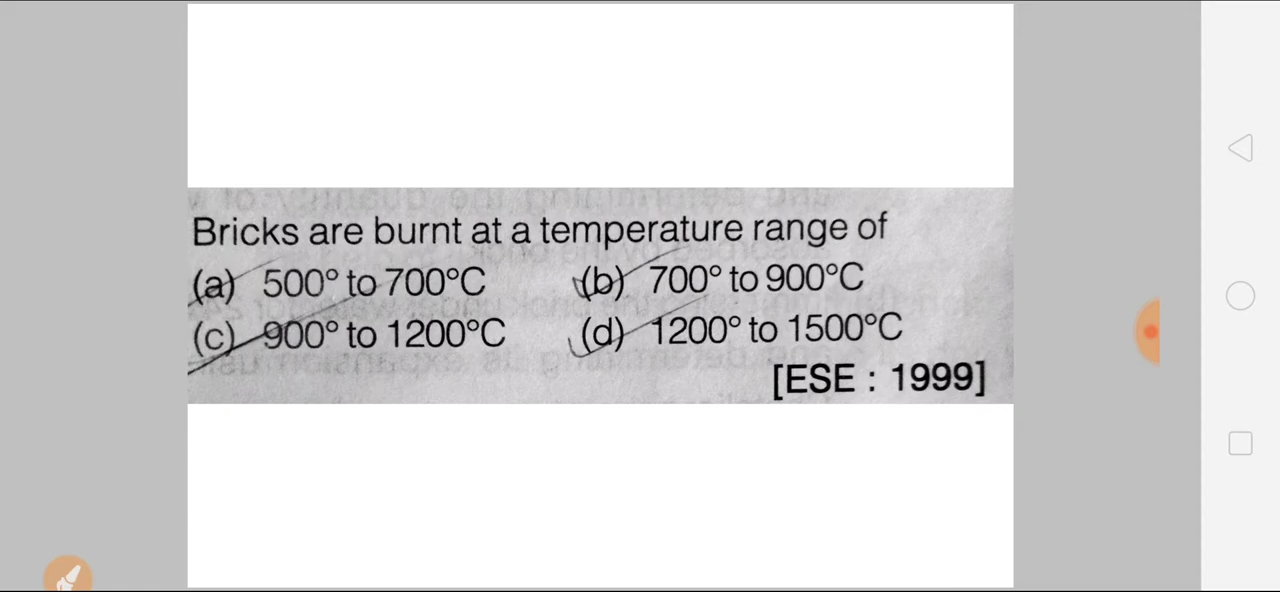 Bricks are burnt at a temperature range of
(a) 500° to 700°C (b) 700° to 900°C
(c) 900° to 1200°C (d) 1200° to 1500°C
[ESE : 1999]